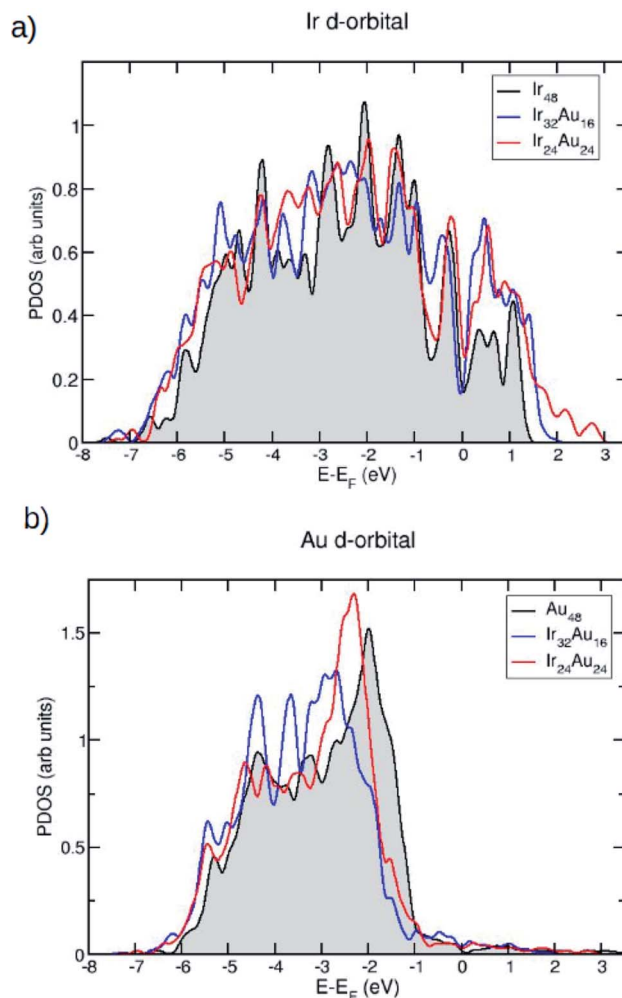 a)
Ir d-orbital
Ir48
Ir32Au16
Ir24Au24
1
0.8
0.6
0.4
0.2
0
PDOS (arb units)
-8 -7 -6 -5 -4 -3 -2 -1 0 1 2 3
E-EF (eV)
b)
Au d-orbital
Au48
Ir32Au16
Ir24Au24
1.5
1
0.5
0
PDOS (arb units)
-8 -7 -6 -5 -4 -3 -2 -1 0 1 2 3
E-EF (eV)